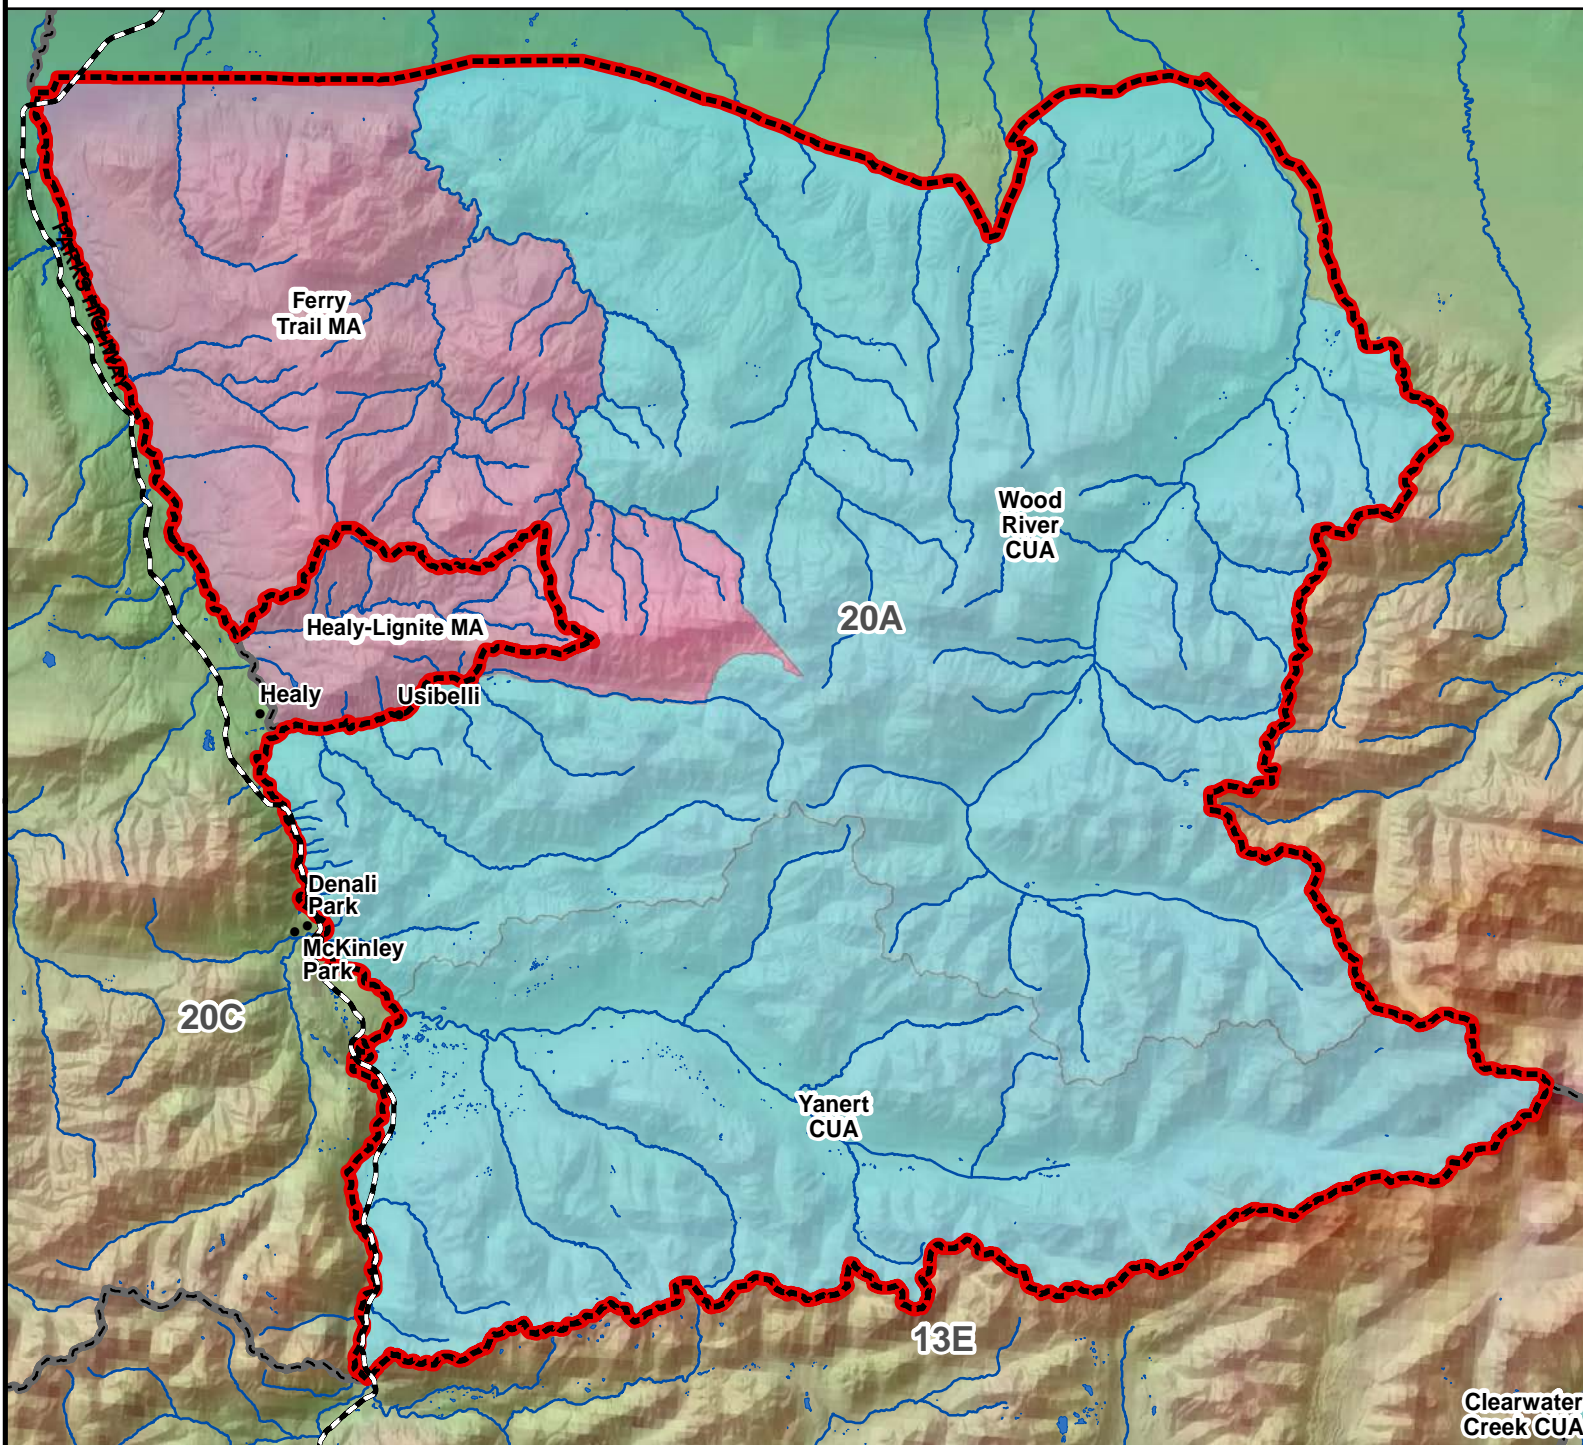 PARKS HIGHWAY
Ferry
Trail MA
Wood
River
CUA
20A
Healy-Lignite MA
Healy
Usibelli
Denali
Park
McKinley
Park
20C
Yanert
CUA
13E
Clearwater
Creek CUA